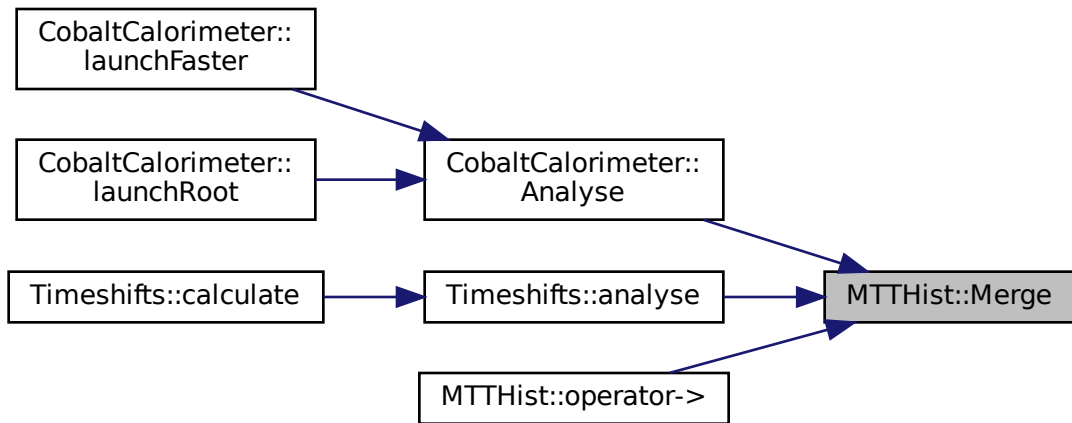 CobaltCalorimeter::
launchFaster
CobaltCalorimeter::
launchRoot
CobaltCalorimeter::
Analyse
Timeshifts::calculate
Timeshifts::analyse
MTTHist::Merge
MTTHist::operator->